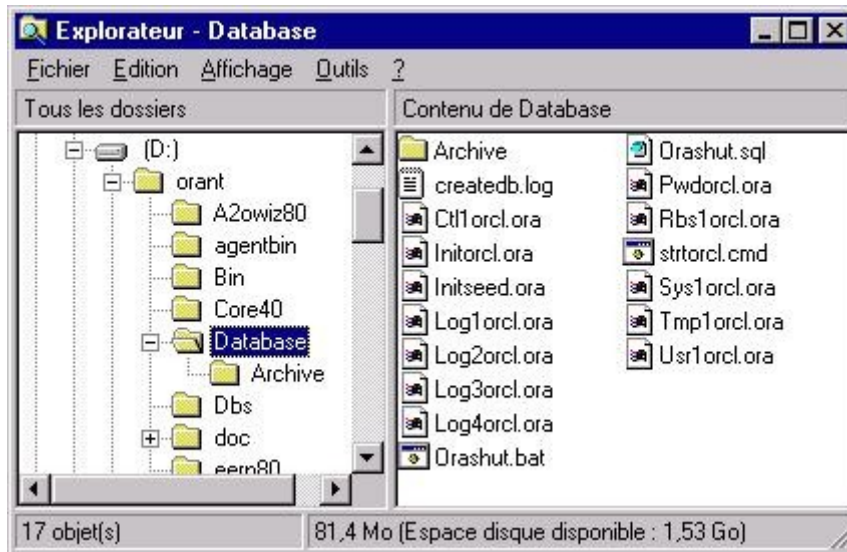 Explorateur - Database
Fichier Edition Affichage Outils ?
Tous les dossiers
Contenu de Database
(D:)
orant
A2owiz80
agentbin
Bin
Core40
Database
Archive
Dbs
doc
Archive
createdb.log
Ctl1orcl.ora
Initorcl.ora
Initseed.ora
Log1orcl.ora
Log2orcl.ora
Log3orcl.ora
Log4orcl.ora
Orashut.bat
Orashut.sql
Pwdorcl.ora
Rbs1orcl.ora
strtorcl.cmd
Sys1orcl.ora
Tmp1orcl.ora
Usr1orcl.ora
17 objet(s)
81,4 Mo (Espace disque disponible : 1,53 Go)